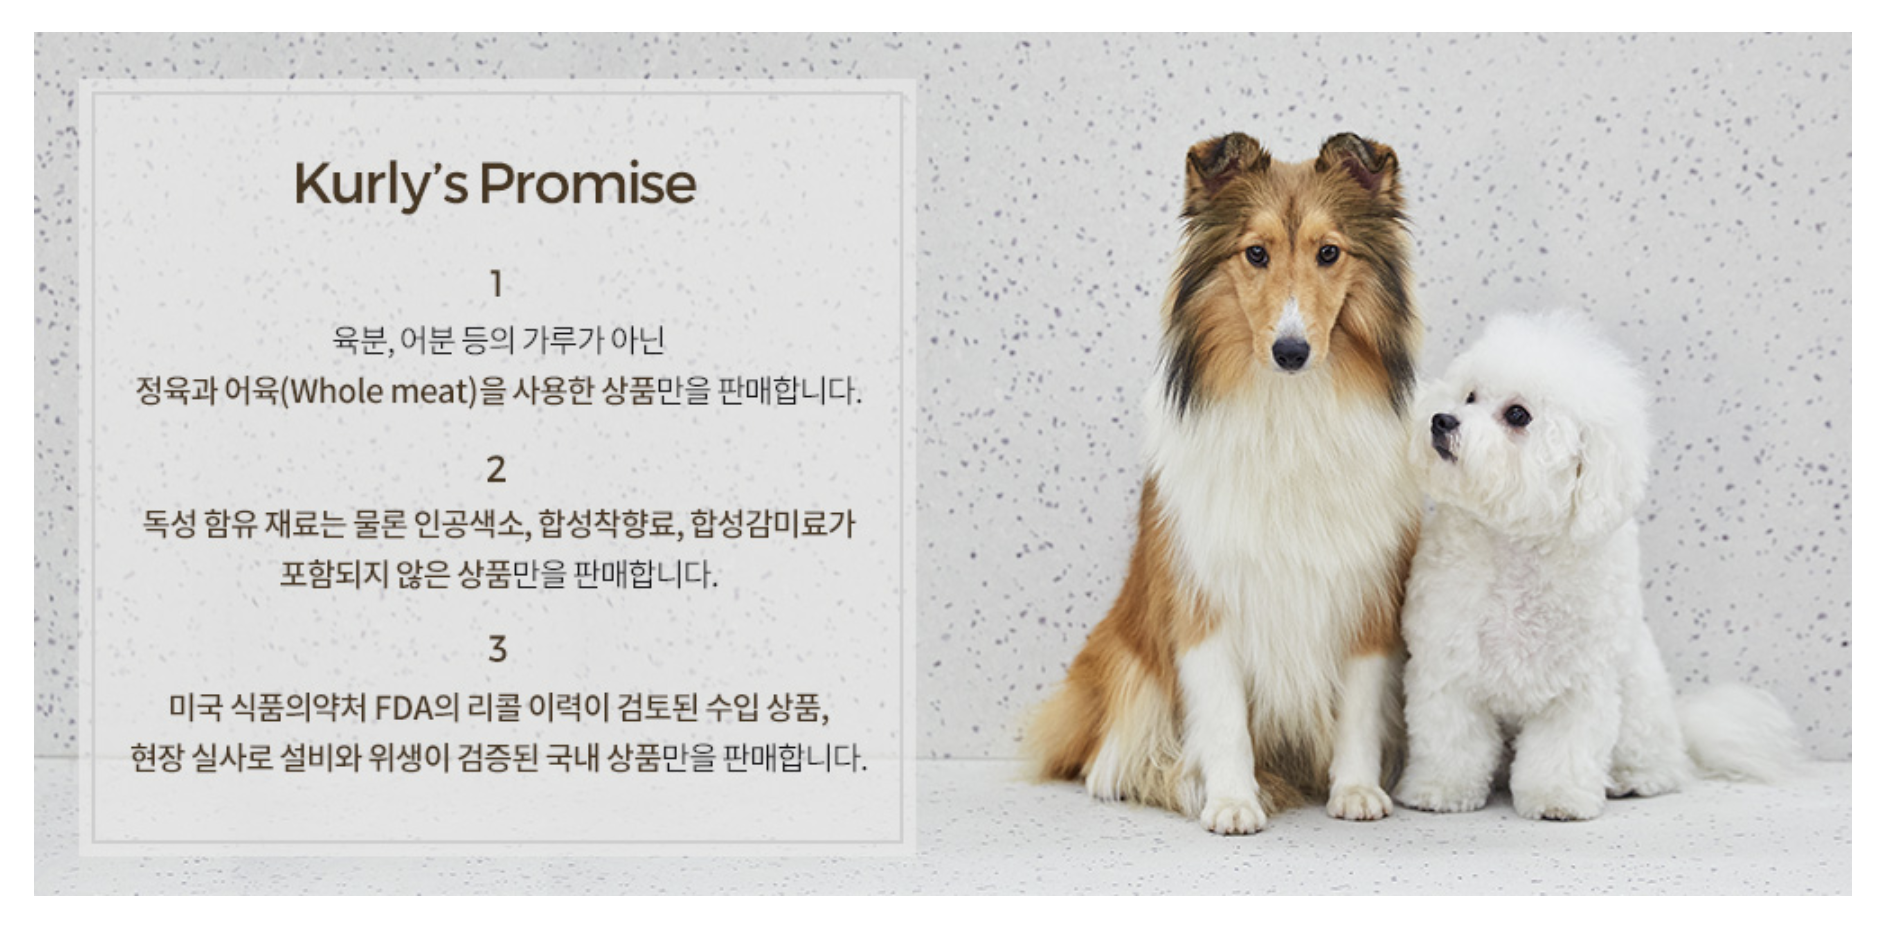 Kurly’s Promise
1
육분, 어분 등의 가루가 아닌
정육과 어육(Whole meat)을 사용한 상품만을 판매합니다.
2
독성 함유 재료는 물론 인공색소, 합성착향료, 합성감미료가
포함되지 않은 상품만을 판매합니다.
3
미국 식품의약처 FDA의 리콜 이력이 검토된 수입 상품,
현장 실사로 설비와 위생이 검증된 국내 상품만을 판매합니다.